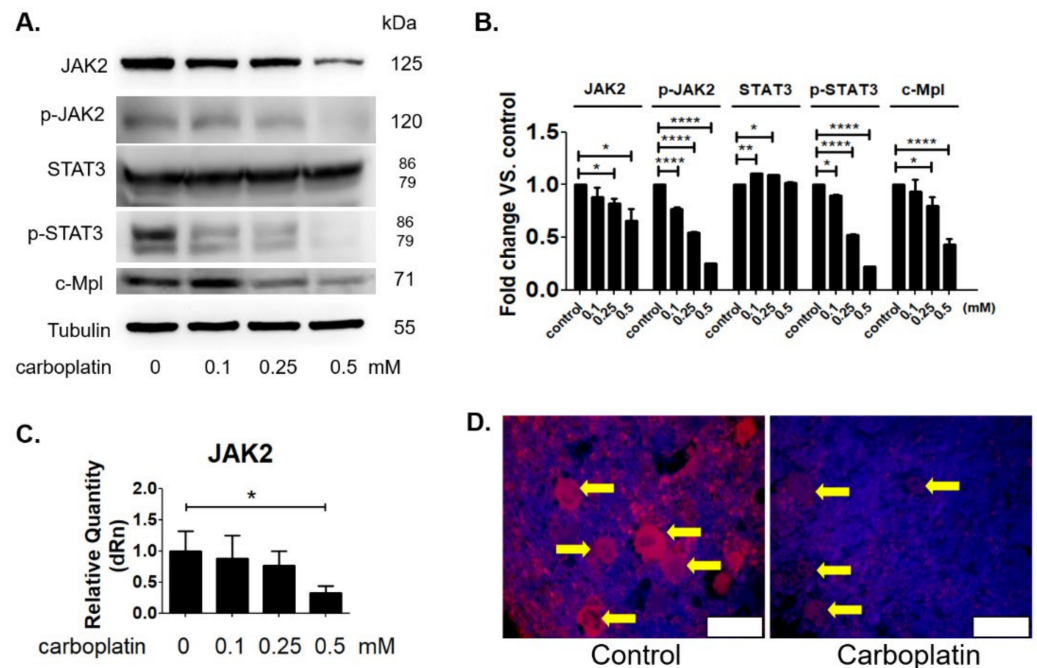 A.
kDa
JAK2 125
p-JAK2 120
STAT3 86
79
p-STAT3 86
79
c-Mpl 71
Tubulin 55
carboplatin 0 0.1 0.25 0.5 mM
B.
JAK2 p-JAK2 STAT3 p-STAT3 c-Mpl
Fold change VS. control
1.5
1.0
0.5
0.0
* *
**** **** ****
** *
* **** ****
* ****
control 0.1 0.25 0.5 control 0.1 0.25 0.5 control 0.1 0.25 0.5 control 0.1 0.25 0.5 control 0.1 0.25 0.5 (mM)
C.
JAK2
Relative Quantity
(dRn)
2.0
1.5
1.0
0.5
0.0
*
carboplatin 0 0.1 0.25 0.5 mM
D.
Control Carboplatin